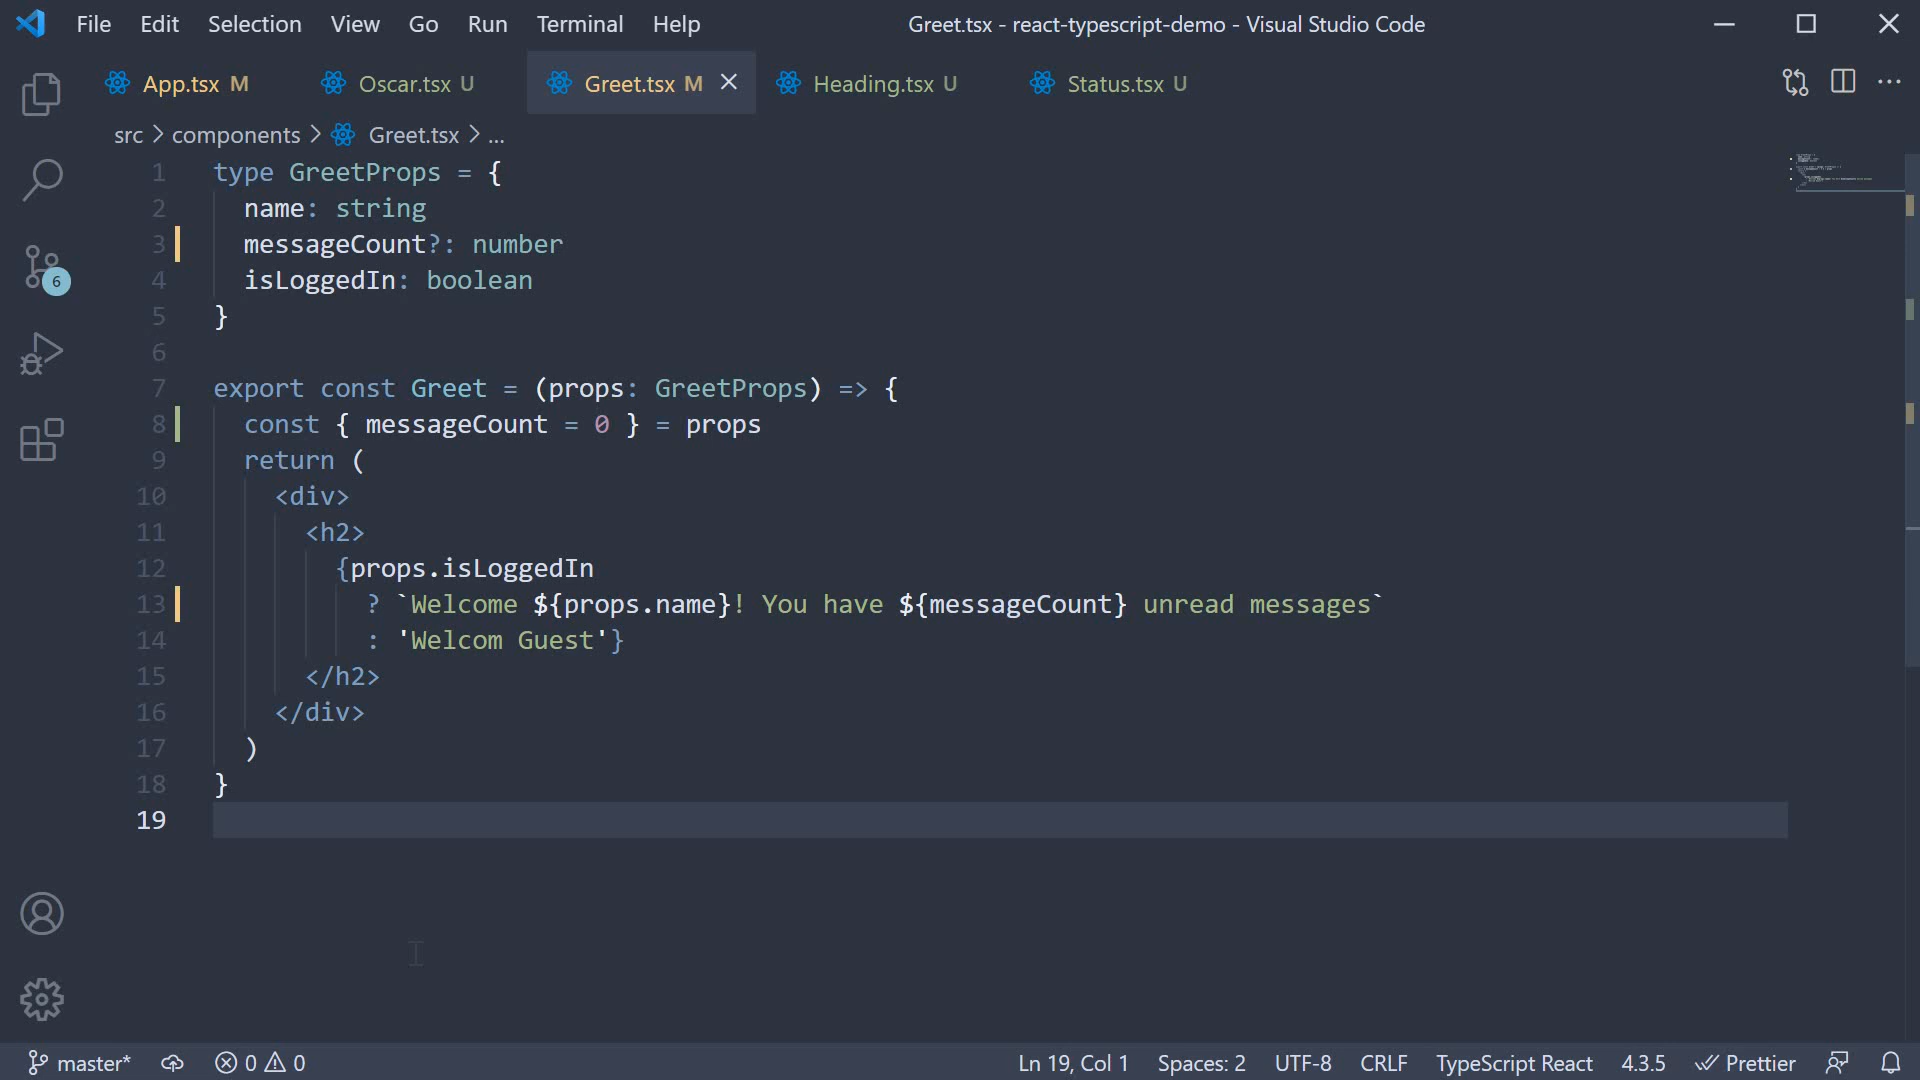 File Edit Selection View Go Run Terminal Help Greet.tsx - react-typescript-demo - Visual Studio Code
App.tsx M Oscar.tsx U Greet.tsx M Heading.tsx U Status.tsx U
src > components > Greet.tsx > ...
1 type GreetProps = {
2 name: string
3 messageCount?: number
4 isLoggedIn: boolean
5 }
6
7 export const Greet = (props: GreetProps) => {
8 const { messageCount = 0 } = props
9 return (
10 <div>
11 <h2>
12 {props.isLoggedIn
13 ? `Welcome ${props.name}! You have ${messageCount} unread messages`
14 : 'Welcom Guest'}
15 </h2>
16 </div>
17 )
18 }
19
6
master* 0 0 Ln 19, Col 1 Spaces: 2 UTF-8 CRLF TypeScript React 4.3.5 Prettier